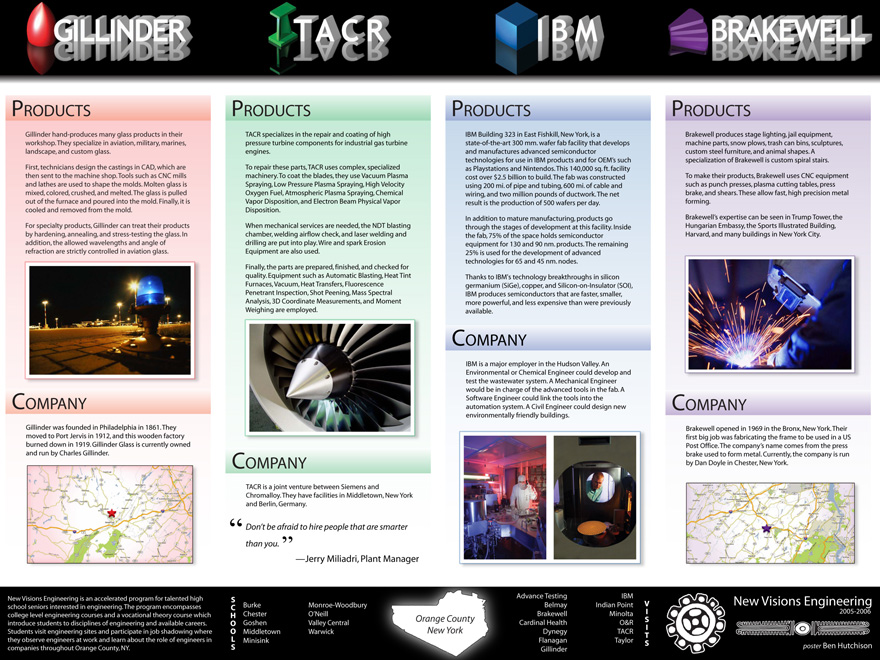 GILLINDER
TACR
IBM
BRAKEWELL
PRODUCTS
Gillinder hand-produces many glass products in their
workshop. They specialize in aviation, military, marines,
landscape, and custom glass.
First, technicians design the castings in CAD, which are
then sent to the machine shop. Tools such as CNC mills
and lathes are used to shape the molds. Molten glass is
mixed, colored, crushed, and melted. The glass is pulled
out of the furnace and poured into the mold. Finally, it is
cooled and removed from the mold.
For specialty products, Gillinder can treat their products
by hardening, annealing, and stress-testing the glass. In
addition, the allowed wavelengths and angle of
refraction are strictly controlled in aviation glass.
COMPANY
Gillinder was founded in Philadelphia in 1861. They
moved to Port Jervis in 1912, and this wooden factory
burned down in 1919. Gillinder Glass is currently owned
and run by Charles Gillinder.
PRODUCTS
TACR specializes in the repair and coating of high
pressure turbine components for industrial gas turbine
engines.
To repair these parts, TACR uses complex, specialized
machinery. To coat the blades, they use Vacuum Plasma
Spraying, Low Pressure Plasma Spraying, High Velocity
Oxygen Fuel, Atmospheric Plasma Spraying, Chemical
Vapor Disposition, and Electron Beam Physical Vapor
Disposition.
When mechanical services are needed, the NDT blasting
chamber, welding airflow check, and laser welding and
drilling are put into play. Wire and spark Erosion
Equipment are also used.
Finally, the parts are prepared, finished, and checked for
quality. Equipment such as Automatic Blasting, Heat Tint
Furnaces, Vacuum, Heat Transfers, Fluorescence
Penetrant Inspection, Shot Peening, Mass Spectral
Analysis, 3D Coordinate Measurements, and Moment
Weighing are employed.
COMPANY
TACR is a joint venture between Siemens and
Chromalloy. They have facilities in Middletown, New York
and Berlin, Germany.
“ Don't be afraid to hire people that are smarter
than you. ”
—Jerry Miliadri, Plant Manager
PRODUCTS
IBM Building 323 in East Fishkill, New York, is a
state-of-the-art 300 mm. wafer fab facility that develops
and manufactures advanced semiconductor
technologies for use in IBM products and for OEM's such
as Playstations and Nintendos. This 140,000 sq. ft. facility
cost over $2.5 billion to build. The fab was constructed
using 200 mi. of pipe and tubing, 600 mi. of cable and
wiring, and two million pounds of ductwork. The net
result is the production of 500 wafers per day.
In addition to mature manufacturing, products go
through the stages of development at this facility. Inside
the fab, 75% of the space holds semiconductor
equipment for 130 and 90 nm. products. The remaining
25% is used for the development of advanced
technologies for 65 and 45 nm. nodes.
Thanks to IBM's technology breakthroughs in silicon
germanium (SiGe), copper, and Silicon-on-Insulator (SOI),
IBM produces semiconductors that are faster, smaller,
more powerful, and less expensive than were previously
available.
COMPANY
IBM is a major employer in the Hudson Valley. An
Environmental or Chemical Engineer could develop and
test the wastewater system. A Mechanical Engineer
would be in charge of the advanced tools in the fab. A
Software Engineer could link the tools into the
automation system. A Civil Engineer could design new
environmentally friendly buildings.
PRODUCTS
Brakewell produces stage lighting, jail equipment,
machine parts, snow plows, trash can bins, sculptures,
custom steel furniture, and animal shapes. A
specialization of Brakewell is custom spiral stairs.
To make their products, Brakewell uses CNC equipment
such as punch presses, plasma cutting tables, press
brake, and shears. These allow fast, high precision metal
forming.
Brakewell's expertise can be seen in Trump Tower, the
Hungarian Embassy, the Sports Illustrated Building,
Harvard, and many buildings in New York City.
COMPANY
Brakewell opened in 1969 in the Bronx, New York. Their
first big job was fabricating the frame to be used in a US
Post Office. The company's name comes from the press
brake used to form metal. Currently, the company is run
by Dan Doyle in Chester, New York.
New Visions Engineering is an accelerated program for talented high
school seniors interested in engineering. The program encompasses
college level engineering courses and a vocational theory course which
introduce students to disciplines of engineering and available careers.
Students visit engineering sites and participate in job shadowing where
they observe engineers at work and learn about the role of engineers in
companies throughout Orange County, NY.
SCHOOLS
Burke
Chester
Goshen
Middletown
Minisink
Monroe-Woodbury
O'Neill
Valley Central
Warwick
Orange County
New York
Advance Testing
Belmay
Brakewell
Cardinal Health
Dynegy
Flanagan
Gillinder
IBM
Indian Point
Minolta
O&R
TACR
Taylor
VISITS
New Visions Engineering
2005-2006
poster Ben Hutchison